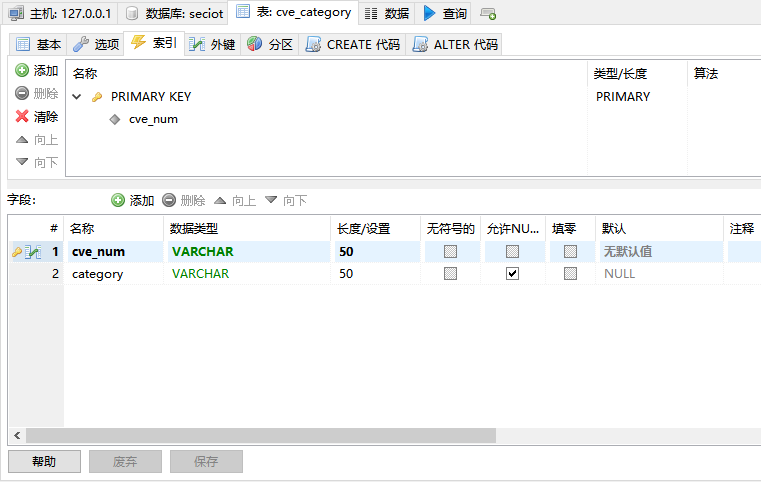 主机: 127.0.0.1 数据库: seciot 表: cve_category 数据 查询
基本 选项 索引 外键 分区 CREATE 代码 ALTER 代码
添加 名称 类型/长度 算法
删除 PRIMARY KEY PRIMARY
清除 cve_num
向上
向下
字段: 添加 删除 向上 向下
# 名称 数据类型 长度/设置 无符号的 允许NU... 填零 默认 注释
1 cve_num VARCHAR 50 无默认值
2 category VARCHAR 50 NULL
帮助 废弃 保存